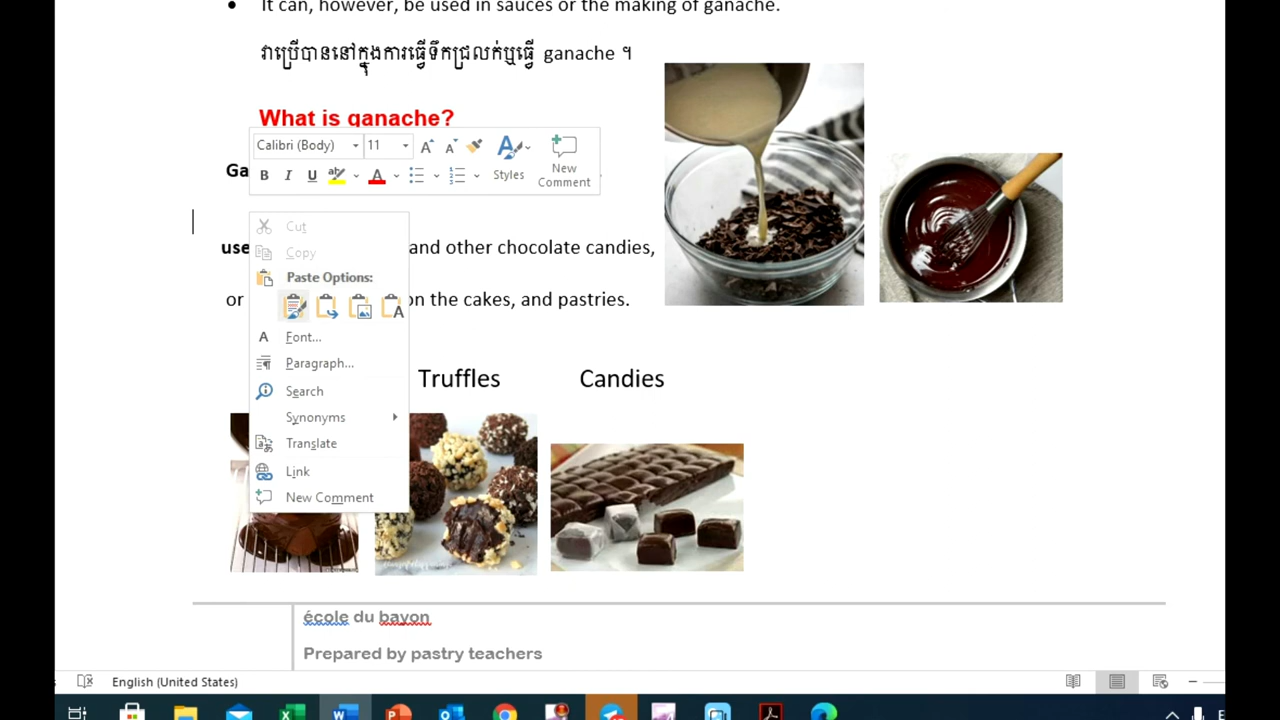 It can, however, be used in sauces or the making of ganache.
វាប្រើបាននៅក្នុងការធ្វើទឹកជ្រលក់ឬធ្វើ ganache ។
What is ganache?
Calibri (Body) 11
B I U Styles New Comment
Ga
Cut
use and other chocolate candies,
Copy
Paste Options:
or on the cakes, and pastries.
Font...
Paragraph...
Truffles Candies
Search
Synonyms
Translate
Link
New Comment
école du bayon
Prepared by pastry teachers
English (United States)